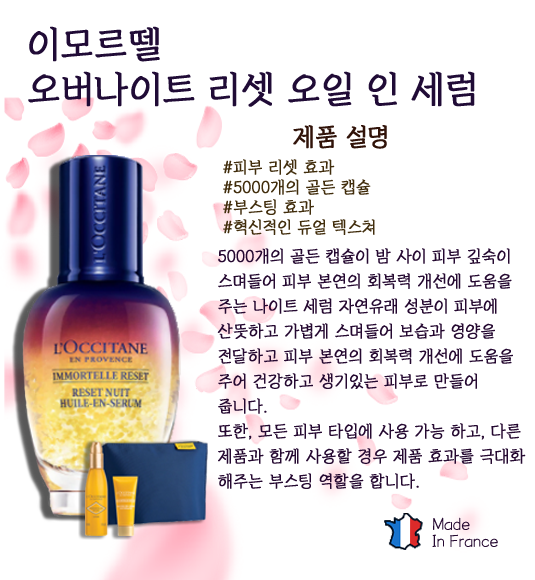 이모르뗄
오버나이트 리셋 오일 인 세럼
제품 설명
#피부 리셋 효과
#5000개의 골든 캡슐
#부스팅 효과
#혁신적인 듀얼 텍스쳐
5000개의 골든 캡슐이 밤 사이 피부 깊숙이
스며들어 피부 본연의 회복력 개선에 도움을
주는 나이트 세럼 자연유래 성분이 피부에
산뜻하고 가볍게 스며들어 보습과 영양을
전달하고 피부 본연의 회복력 개선에 도움을
주어 건강하고 생기있는 피부로 만들어
줍니다.
또한, 모든 피부 타입에 사용 가능 하고, 다른
제품과 함께 사용할 경우 제품 효과를 극대화
해주는 부스팅 역할을 합니다.
L'OCCITANE
L'OCCITANE
EN PROVENCE
IMMORTELLE RESET
RESET NUIT
HUILE-EN-SERUM
Made
In France